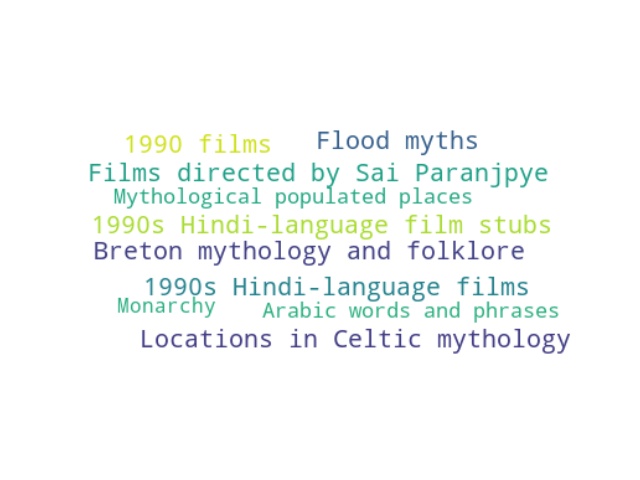 1990 films
Flood myths
Films directed by Sai Paranjpye
Mythological populated places
1990s Hindi-language film stubs
Breton mythology and folklore
1990s Hindi-language films
Monarchy
Arabic words and phrases
Locations in Celtic mythology